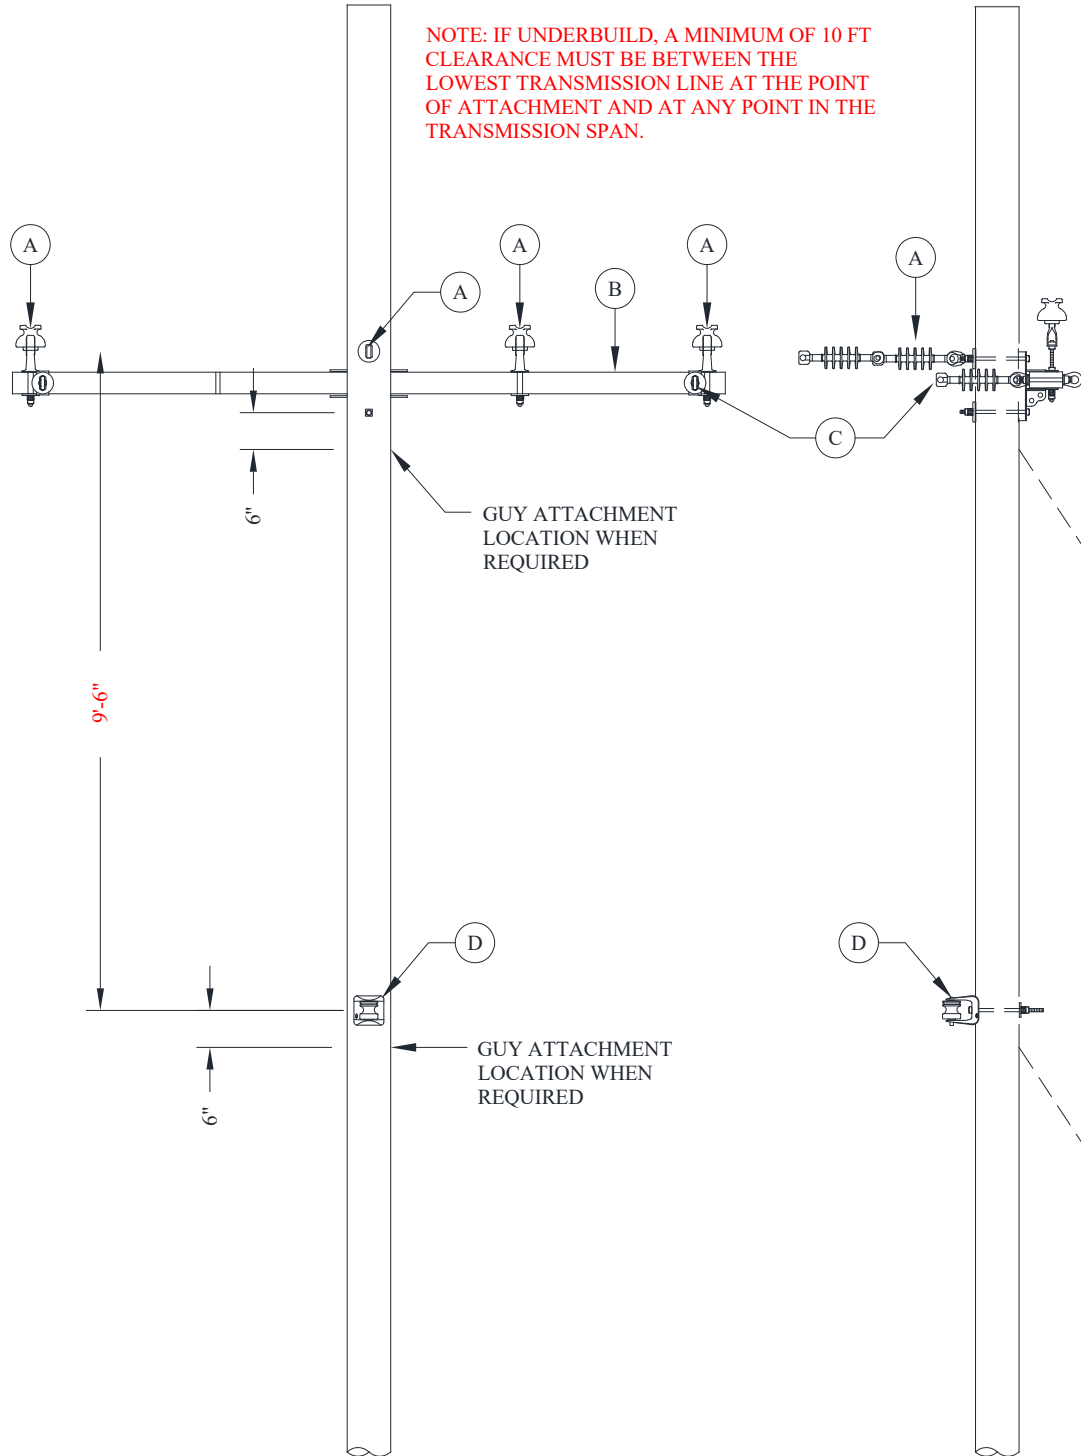 NOTE: IF UNDERBUILD, A MINIMUM OF 10 FT
CLEARANCE MUST BE BETWEEN THE
LOWEST TRANSMISSION LINE AT THE POINT
OF ATTACHMENT AND AT ANY POINT IN THE
TRANSMISSION SPAN.
A
A
A
A
A
B
C
6"
GUY ATTACHMENT
LOCATION WHEN
REQUIRED
9'-6"
D
D
GUY ATTACHMENT
LOCATION WHEN
REQUIRED
6"